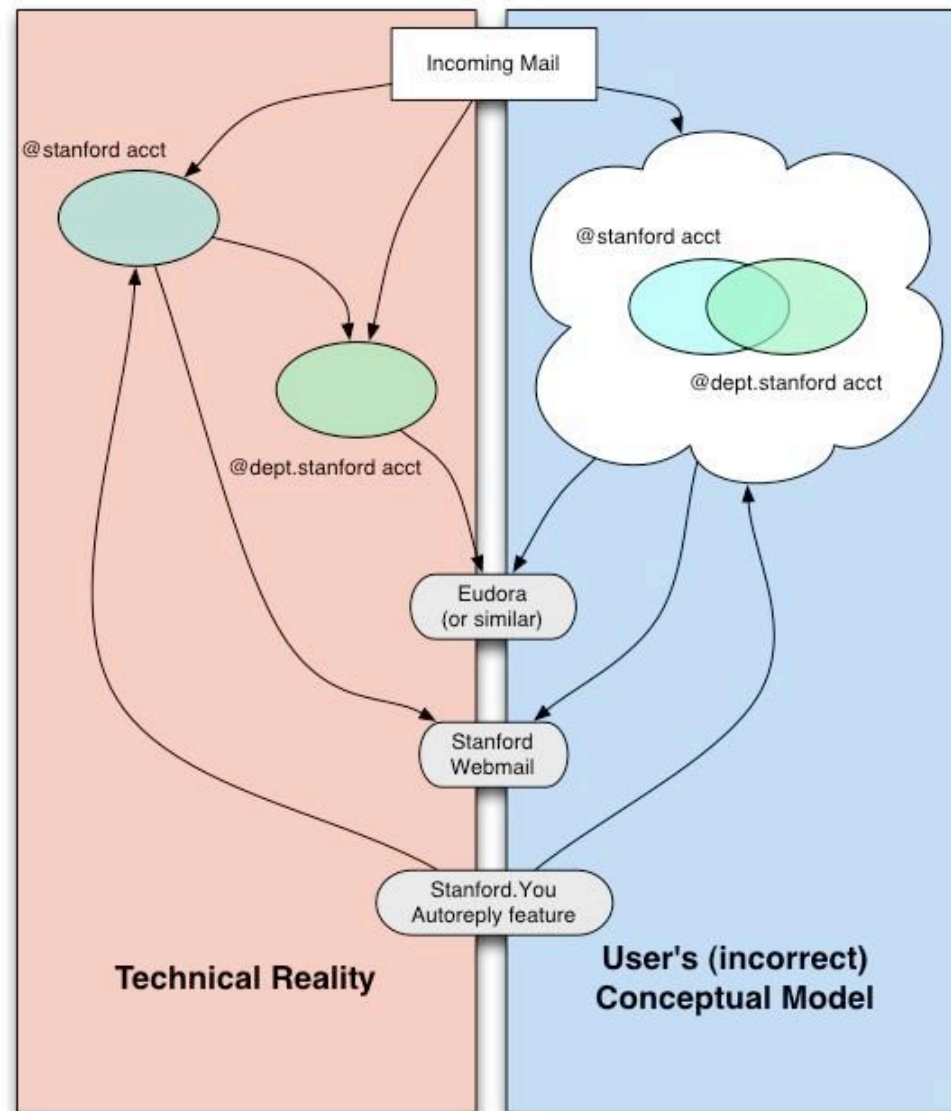 Incoming Mail
@stanford acct
@stanford acct
@dept.stanford acct
@dept.stanford acct
Eudora
(or similar)
Stanford
Webmail
Stanford.You
Autoreply feature
Technical Reality
User's (incorrect)
Conceptual Model